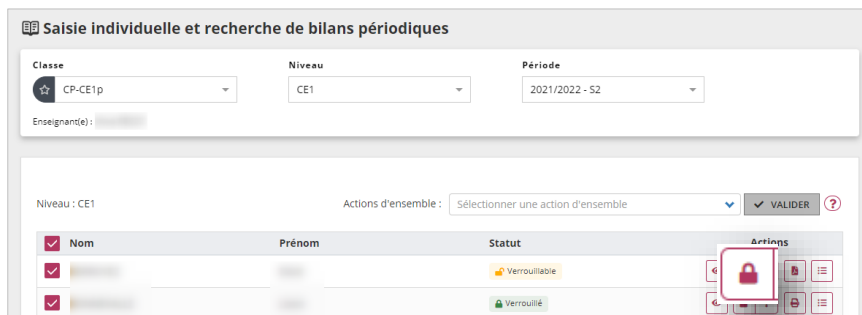 Saisie individuelle et recherche de bilans périodiques
Classe Niveau Période
CP-CE1p CE1 2021/2022 - S2
Enseignant(e) :
Niveau : CE1 Actions d'ensemble : Sélectionner une action d'ensemble VALIDER ?
Nom Prénom Statut Actions
Verrouillable
Verrouillé